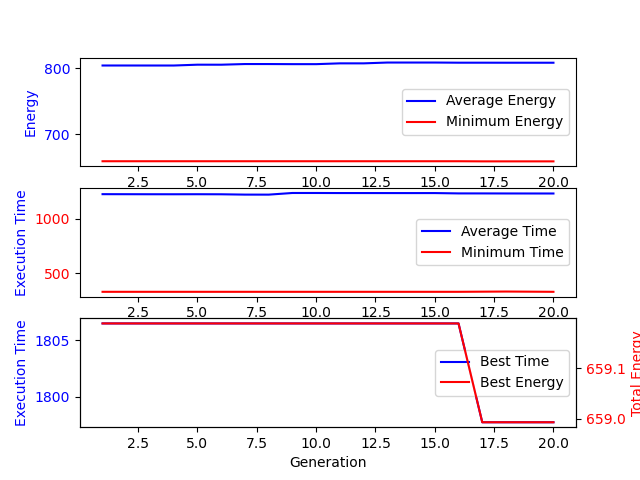 Energy
800
700
Average Energy
Minimum Energy
2.5 5.0 7.5 10.0 12.5 15.0 17.5 20.0
Execution Time
1000
500
Average Time
Minimum Time
2.5 5.0 7.5 10.0 12.5 15.0 17.5 20.0
Execution Time
1805
1800
Best Time
Best Energy
659.1
659.0
Total Energy
2.5 5.0 7.5 10.0 12.5 15.0 17.5 20.0
Generation